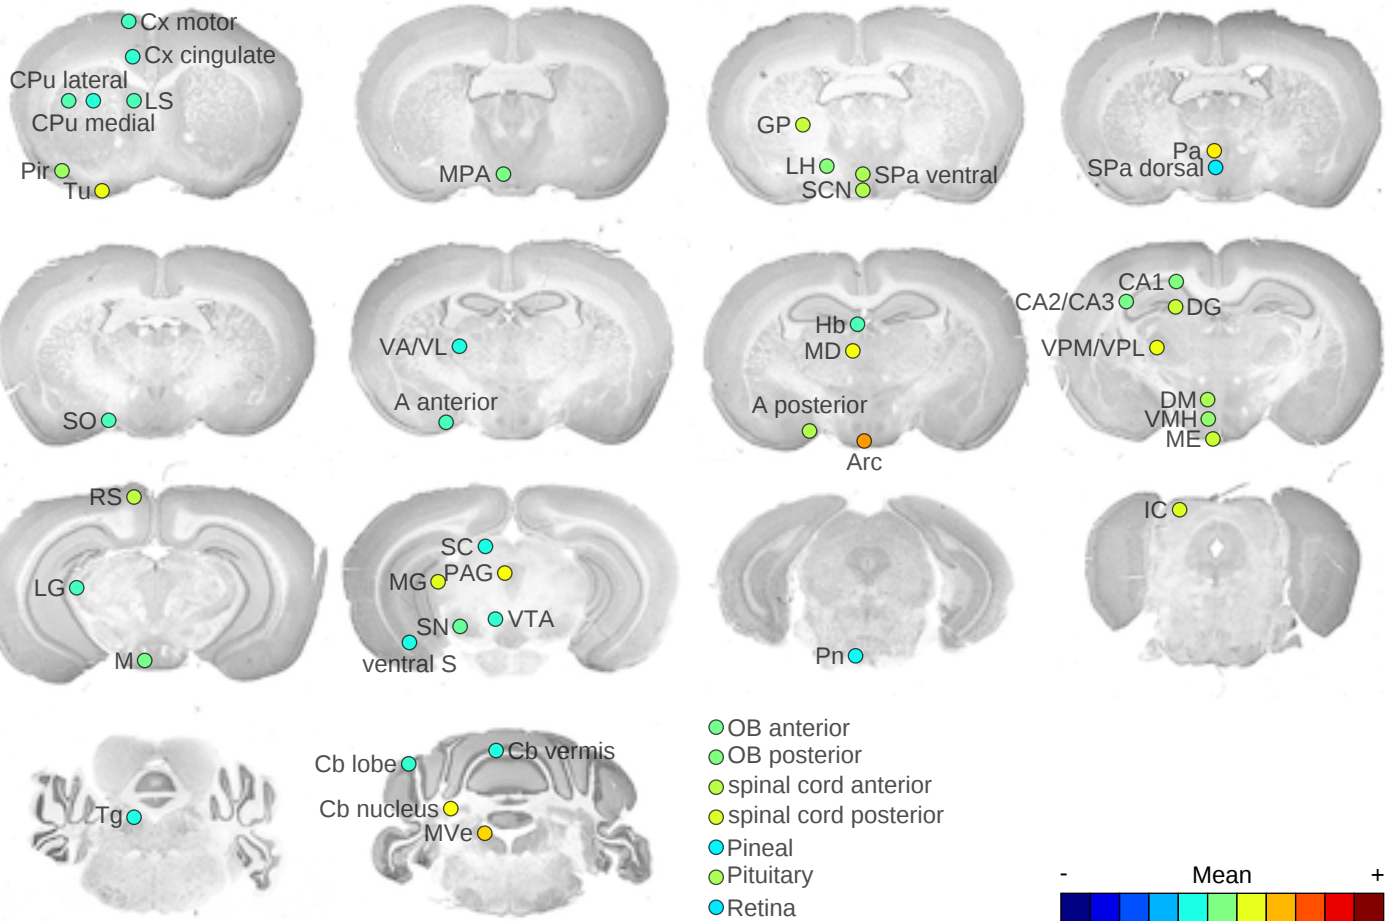 Cx motor
Cx cingulate
CPu lateral
LS
CPu medial
Pir
Tu
MPA
GP
LH
SPa ventral
SCN
Pa
SPa dorsal
SO
VA/VL
A anterior
Hb
MD
A posterior
Arc
CA1
CA2/CA3
DG
VPM/VPL
DM
VMH
ME
RS
LG
M
SC
MG
PAG
SN
VTA
ventral S
Pn
IC
Tg
Cb lobe
Cb vermis
Cb nucleus
MVe
OB anterior
OB posterior
spinal cord anterior
spinal cord posterior
Pineal
Pituitary
Retina
- Mean +